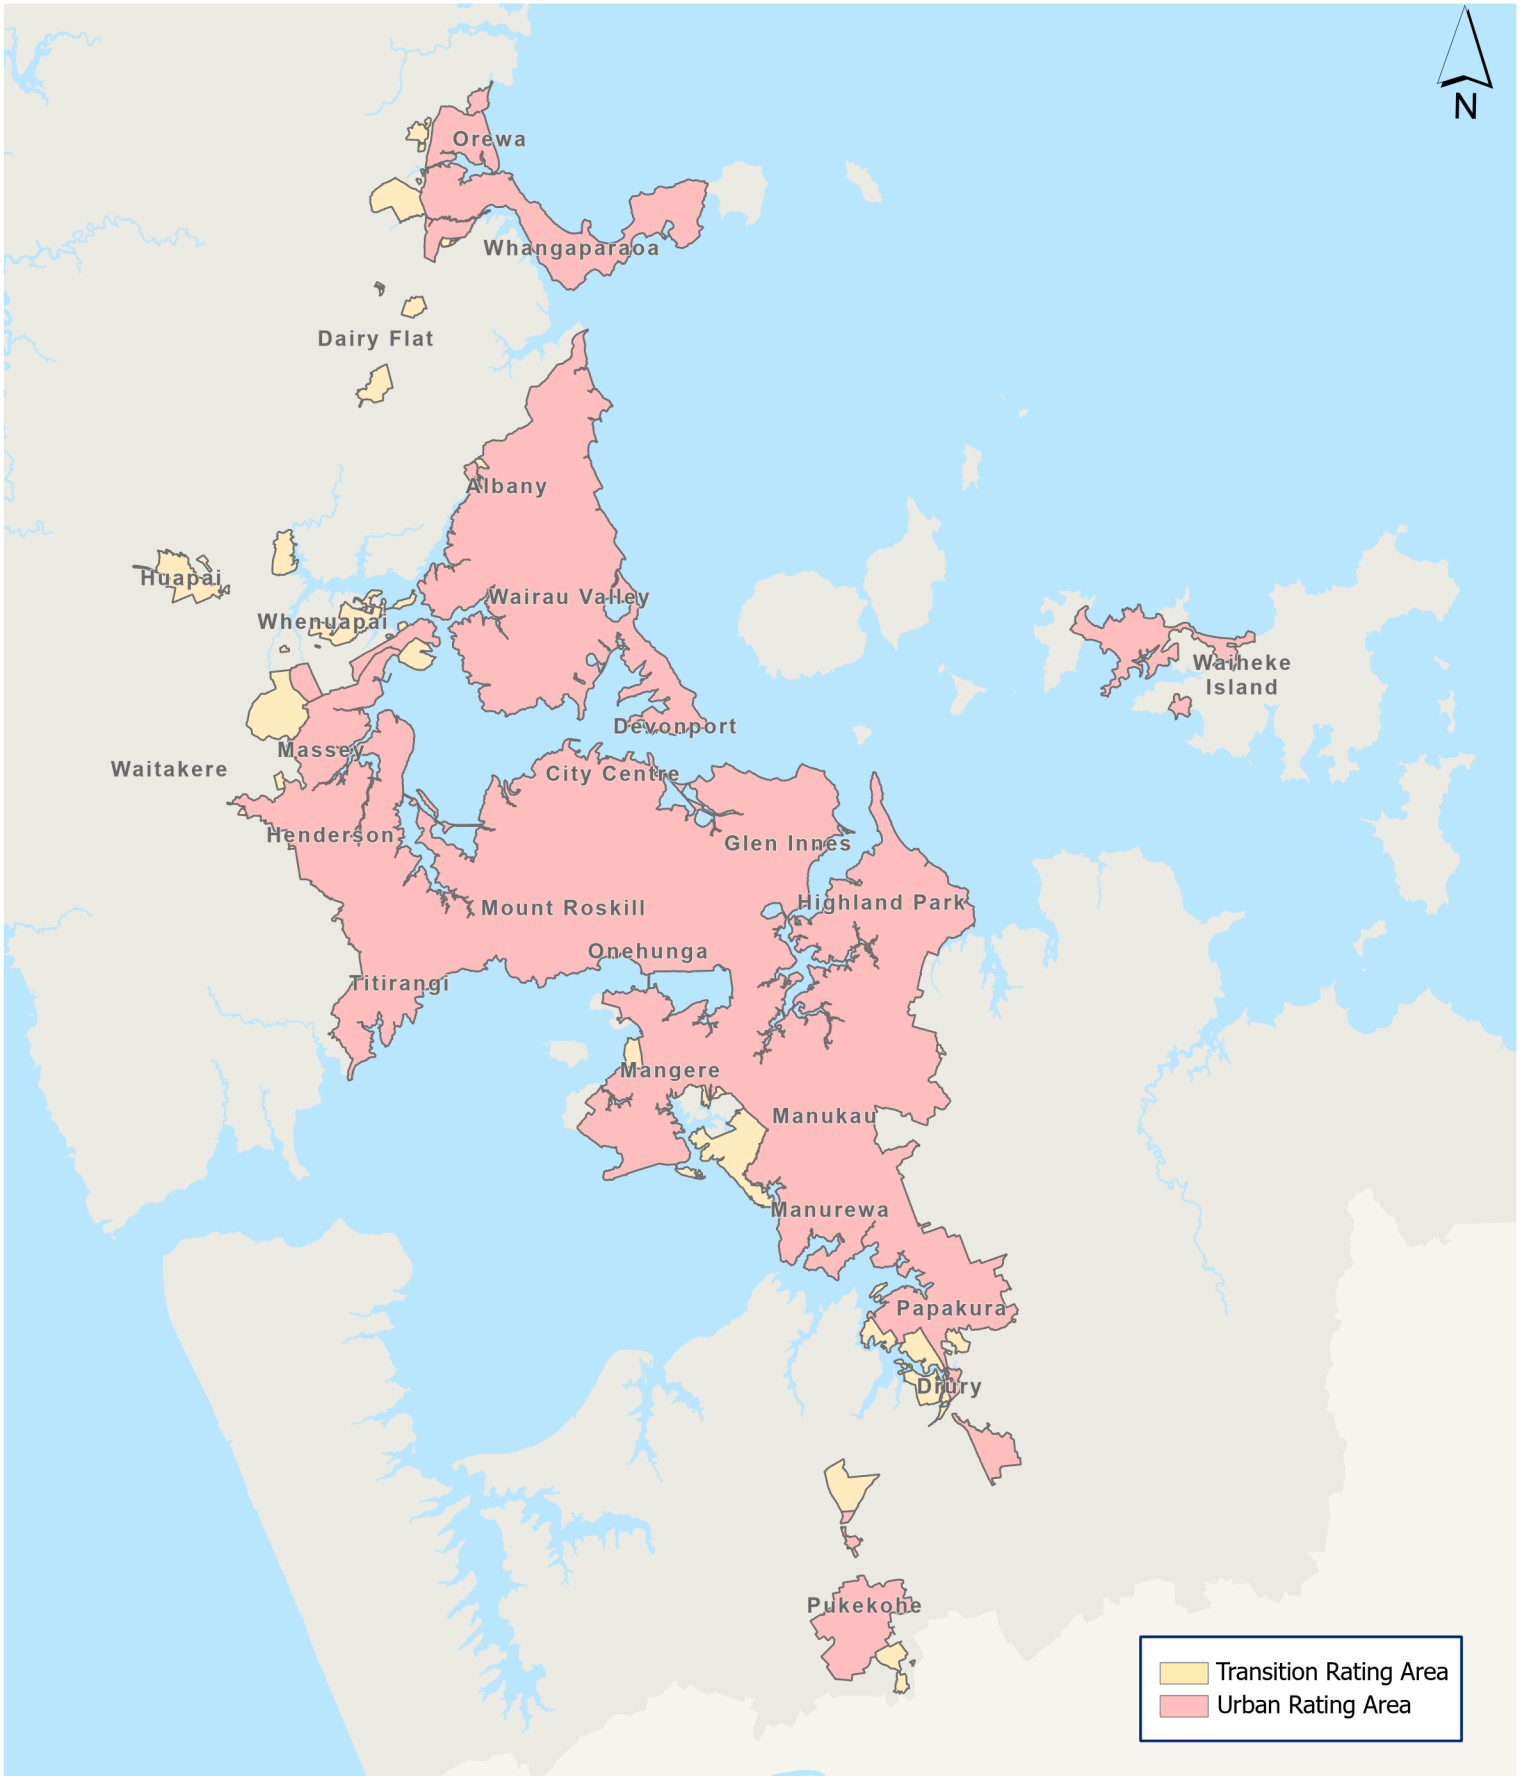 N
Orewa
Whangaparaoa
Dairy Flat
Albany
Huapai
Wairau Valley
Whenuapai
Waiheke
Island
Devonport
Massey
Waitakere
City Centre
Henderson
Glen Innes
Highland Park
Mount Roskill
Onehunga
Titirangi
Mangere
Manukau
Manurewa
Papakura
Drury
Pukekohe
Transition Rating Area
Urban Rating Area